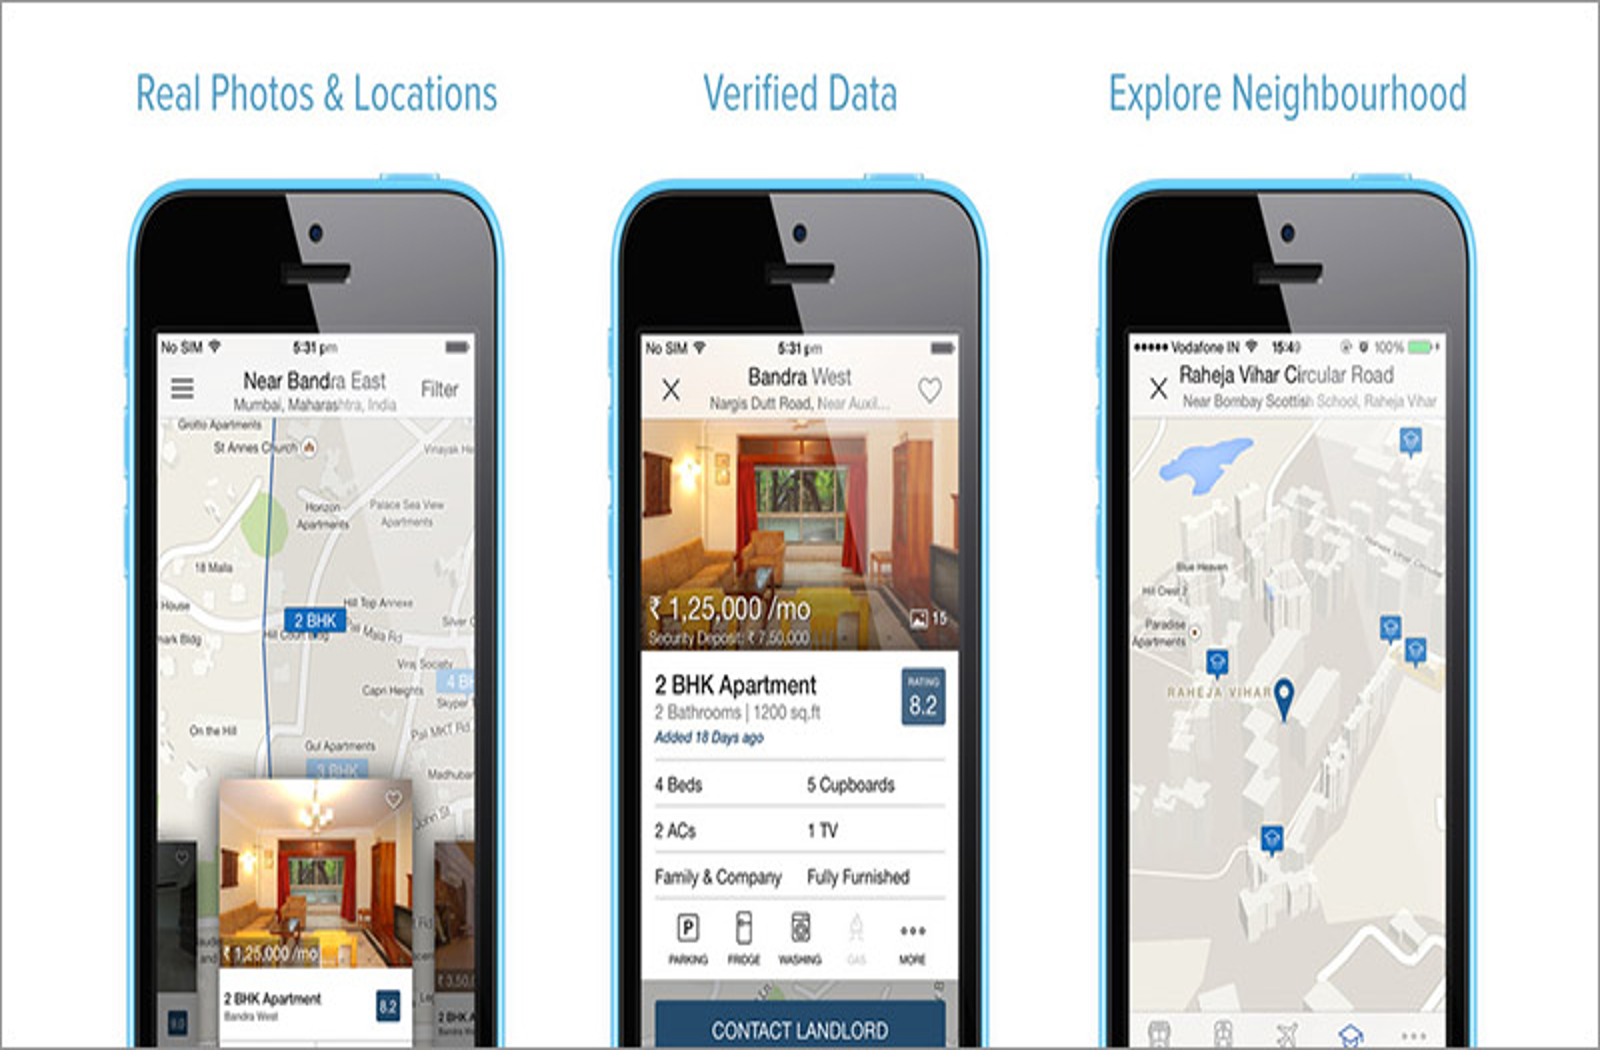 Real Photos & Locations
Verified Data
Explore Neighbourhood
No SIM
5:31 pm
Near Bandra East
Mumbai, Maharashtra, India
Filter
Grotto Apartments
St Annes Church
Vinayak
Horizon
Apartments
Palace Sea View
Apartments
18 Malla
House
Hill Top Annexe
2 BHK
Mala Rd
Silver
mark Bldg
Viraj Society
4 BH
Capri Heights
On the Hill
Pali MKT Rd
Gul Apartments
3 BHK
Madhuban
John St
₹ 1,25,000 /mo
₹ 3,50,
2 BHK Apartment
Bandra West
8.2
9.0
2 BHK A
No SIM
5:31 pm
Bandra West
Nargis Dutt Road, Near Auxil...
₹ 1,25,000 /mo
Security Deposit: ₹ 7,50,000
15
2 BHK Apartment
2 Bathrooms | 1200 sq.ft
Added 18 Days ago
RATING
8.2
4 Beds
5 Cupboards
2 ACs
1 TV
Family & Company
Fully Furnished
P
PARKING
FRIDGE
WASHING
GAS
MORE
CONTACT LANDLORD
Vodafone IN
15:49
100%
Raheja Vihar Circular Road
Near Bombay Scottish School, Raheja Vihar
Blue Heaven
Hill Crest 2
Paradise
Apartments
RAHEJA VIHAR